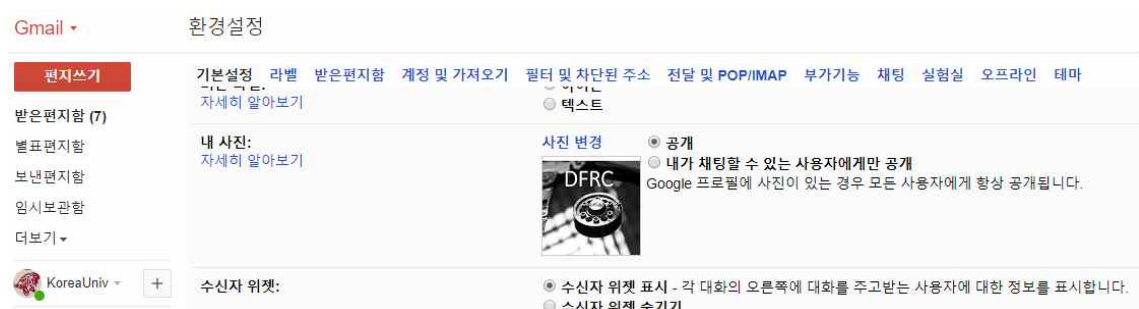 Gmail
환경설정
편지쓰기
기본설정 라벨 받은편지함 계정 및 가져오기 필터 및 차단된 주소 전달 및 POP/IMAP 부가기능 채팅 실험실 오프라인 테마
자세히 알아보기
텍스트
받은편지함 (7)
별표편지함
보낸편지함
임시보관함
더보기
내 사진:
자세히 알아보기
사진 변경
DFRC
공개
내가 채팅할 수 있는 사용자에게만 공개
Google 프로필에 사진이 있는 경우 모든 사용자에게 항상 공개됩니다.
KoreaUniv
+
수신자 위젯:
수신자 위젯 표시 - 각 대화의 오른쪽에 대화를 주고받는 사용자에 대한 정보를 표시합니다.
수신자 위젯 숨기기